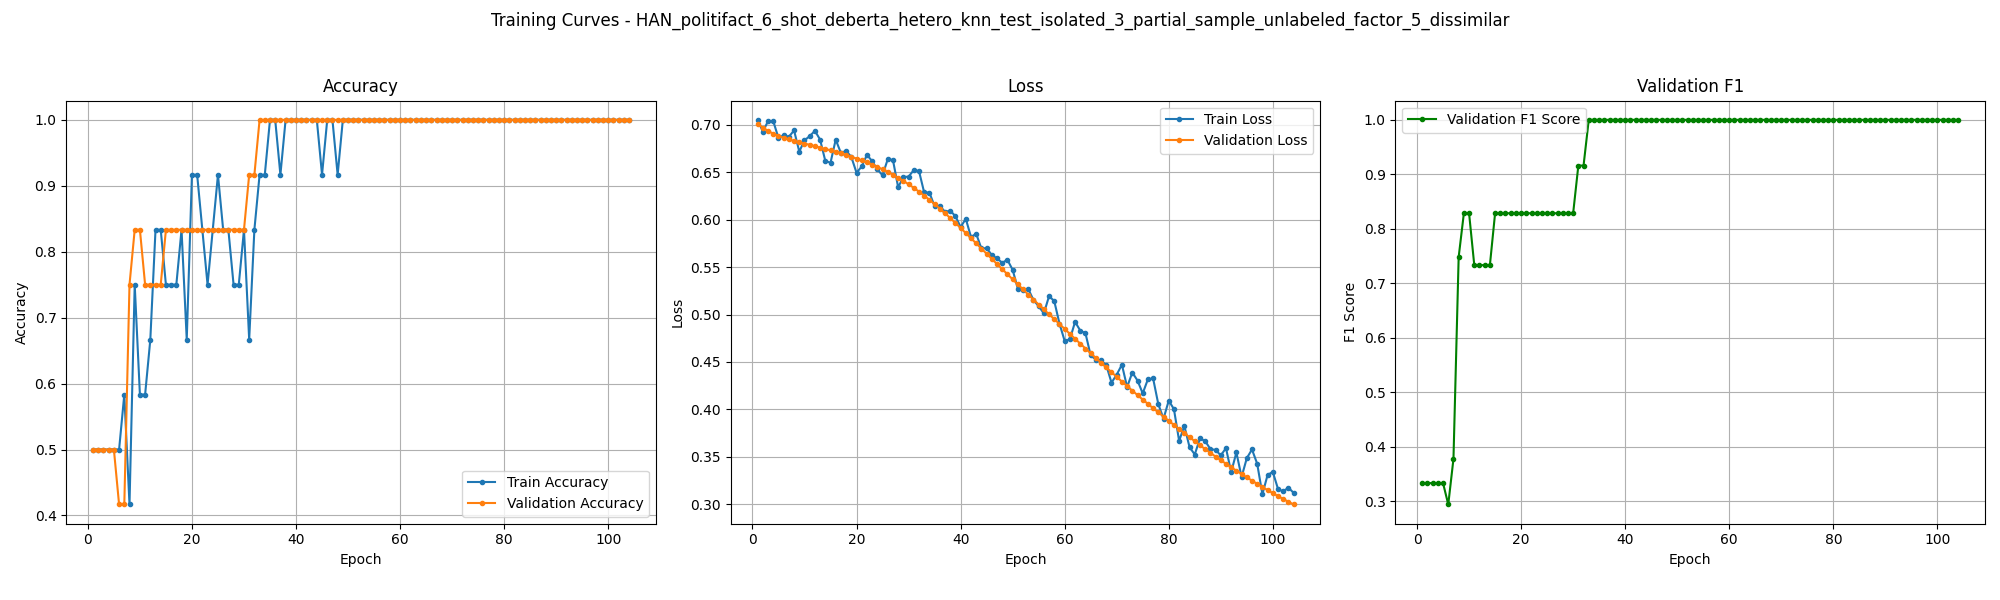 Training Curves - HAN_politifact_6_shot_deberta_hetero_knn_test_isolated_3_partial_sample_unlabeled_factor_5_dissimilar
Accuracy
1.0
0.9
0.8
0.7
0.6
0.5
0.4
Accuracy
Train Accuracy
Validation Accuracy
0 20 40 60 80 100
Epoch
Loss
0.70
0.65
0.60
0.55
0.50
0.45
0.40
0.35
0.30
Loss
Train Loss
Validation Loss
0 20 40 60 80 100
Epoch
Validation F1
1.0
0.9
0.8
0.7
0.6
0.5
0.4
0.3
F1 Score
Validation F1 Score
0 20 40 60 80 100
Epoch